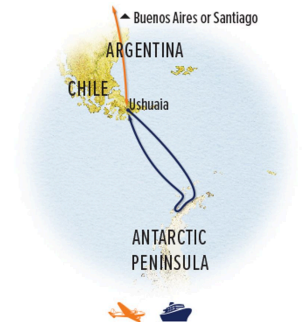 Buenos Aires or Santiago
ARGENTINA
CHILE
Ushuaia
ANTARCTIC
PENINSULA